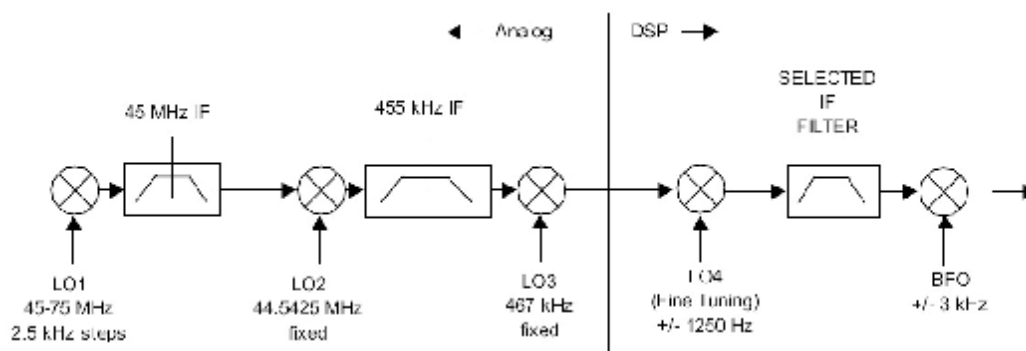 Analog
DSP
SELECTED
IF
FILTER
45 MHz IF
455 kHz IF
LO1
45-75 MHz
2.5 kHz steps
LO2
44.5425 MHz
fixed
LO3
467 kHz
fixed
LO4
(Fine Tuning)
+/- 1250 Hz
BFO
+/- 3 kHz